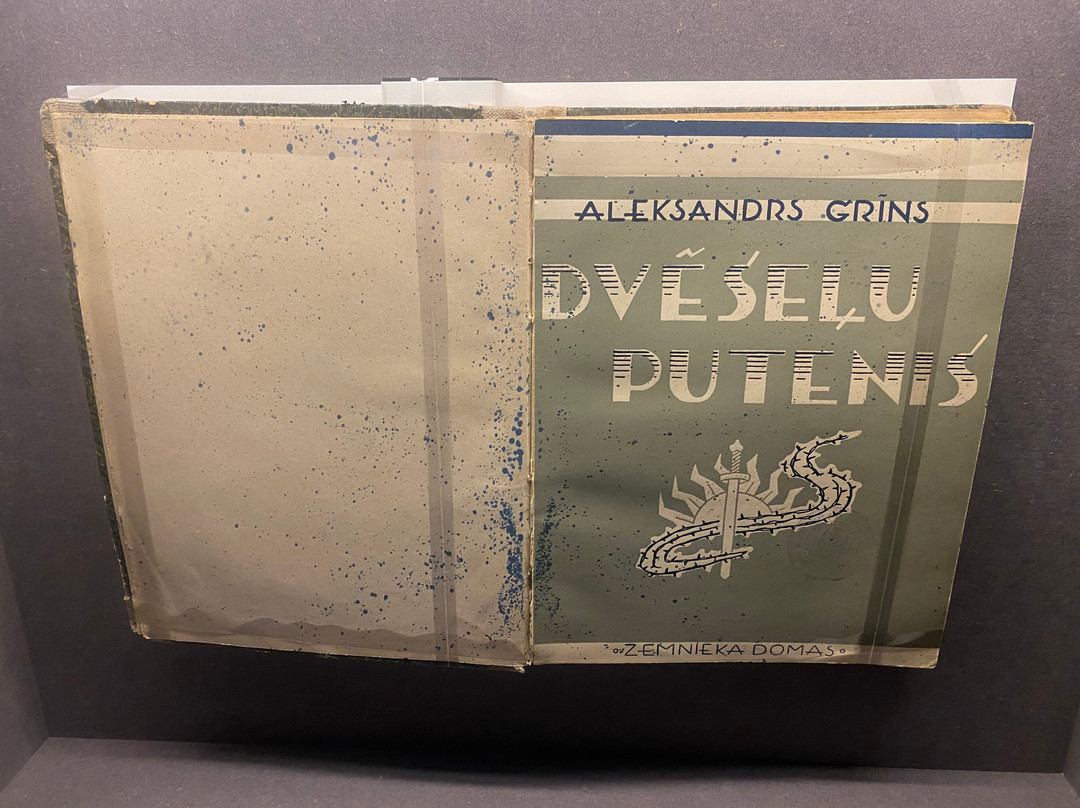 ALEKSANDRS GRĪNS
DVĒSEĻU
PUTENIS
ZEMNIEKA DOMAS